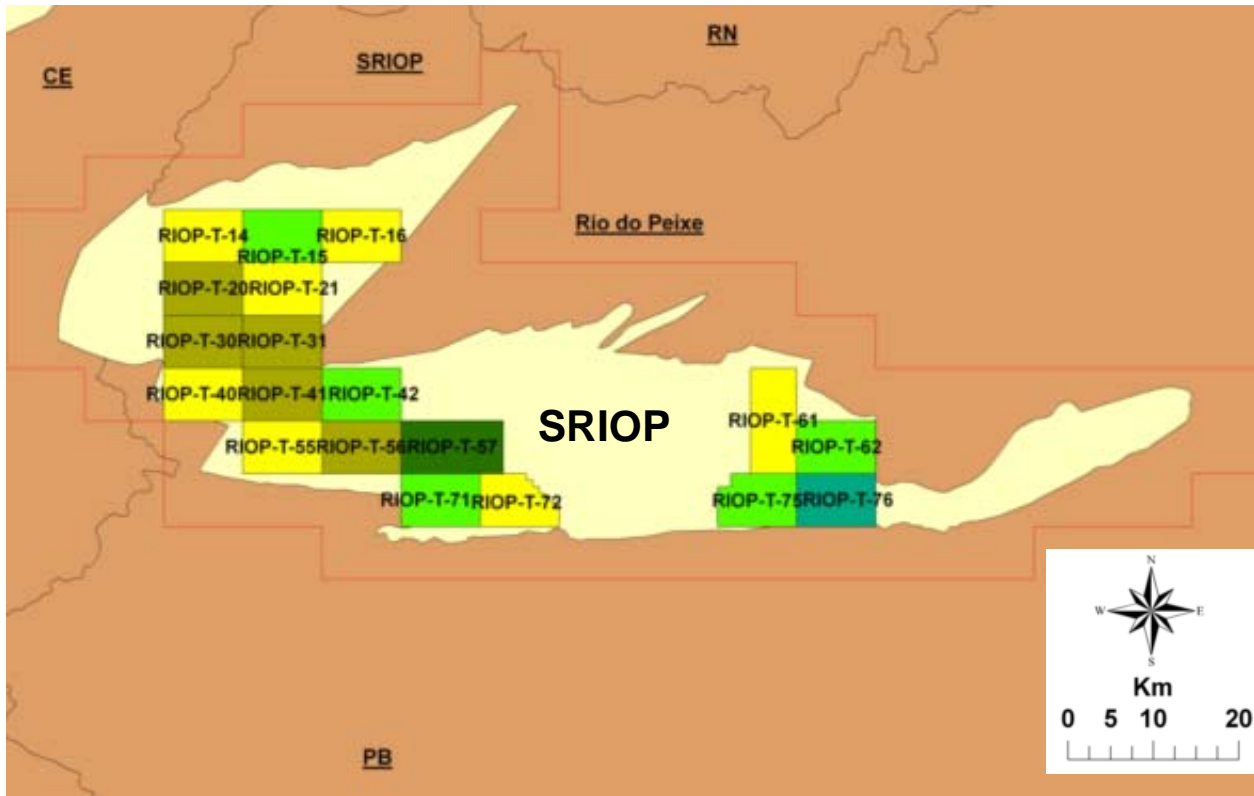 RN
SRIOP
CE
Rio do Peixe
RIOP-T-14
RIOP-T-16
RIOP-T-15
RIOP-T-20
RIOP-T-21
RIOP-T-30
RIOP-T-31
RIOP-T-40
RIOP-T-41
RIOP-T-42
SRIOP
RIOP-T-61
RIOP-T-55
RIOP-T-56
RIOP-T-57
RIOP-T-62
RIOP-T-71
RIOP-T-72
RIOP-T-75
RIOP-T-76
N
W
E
S
Km
0 5 10 20
PB